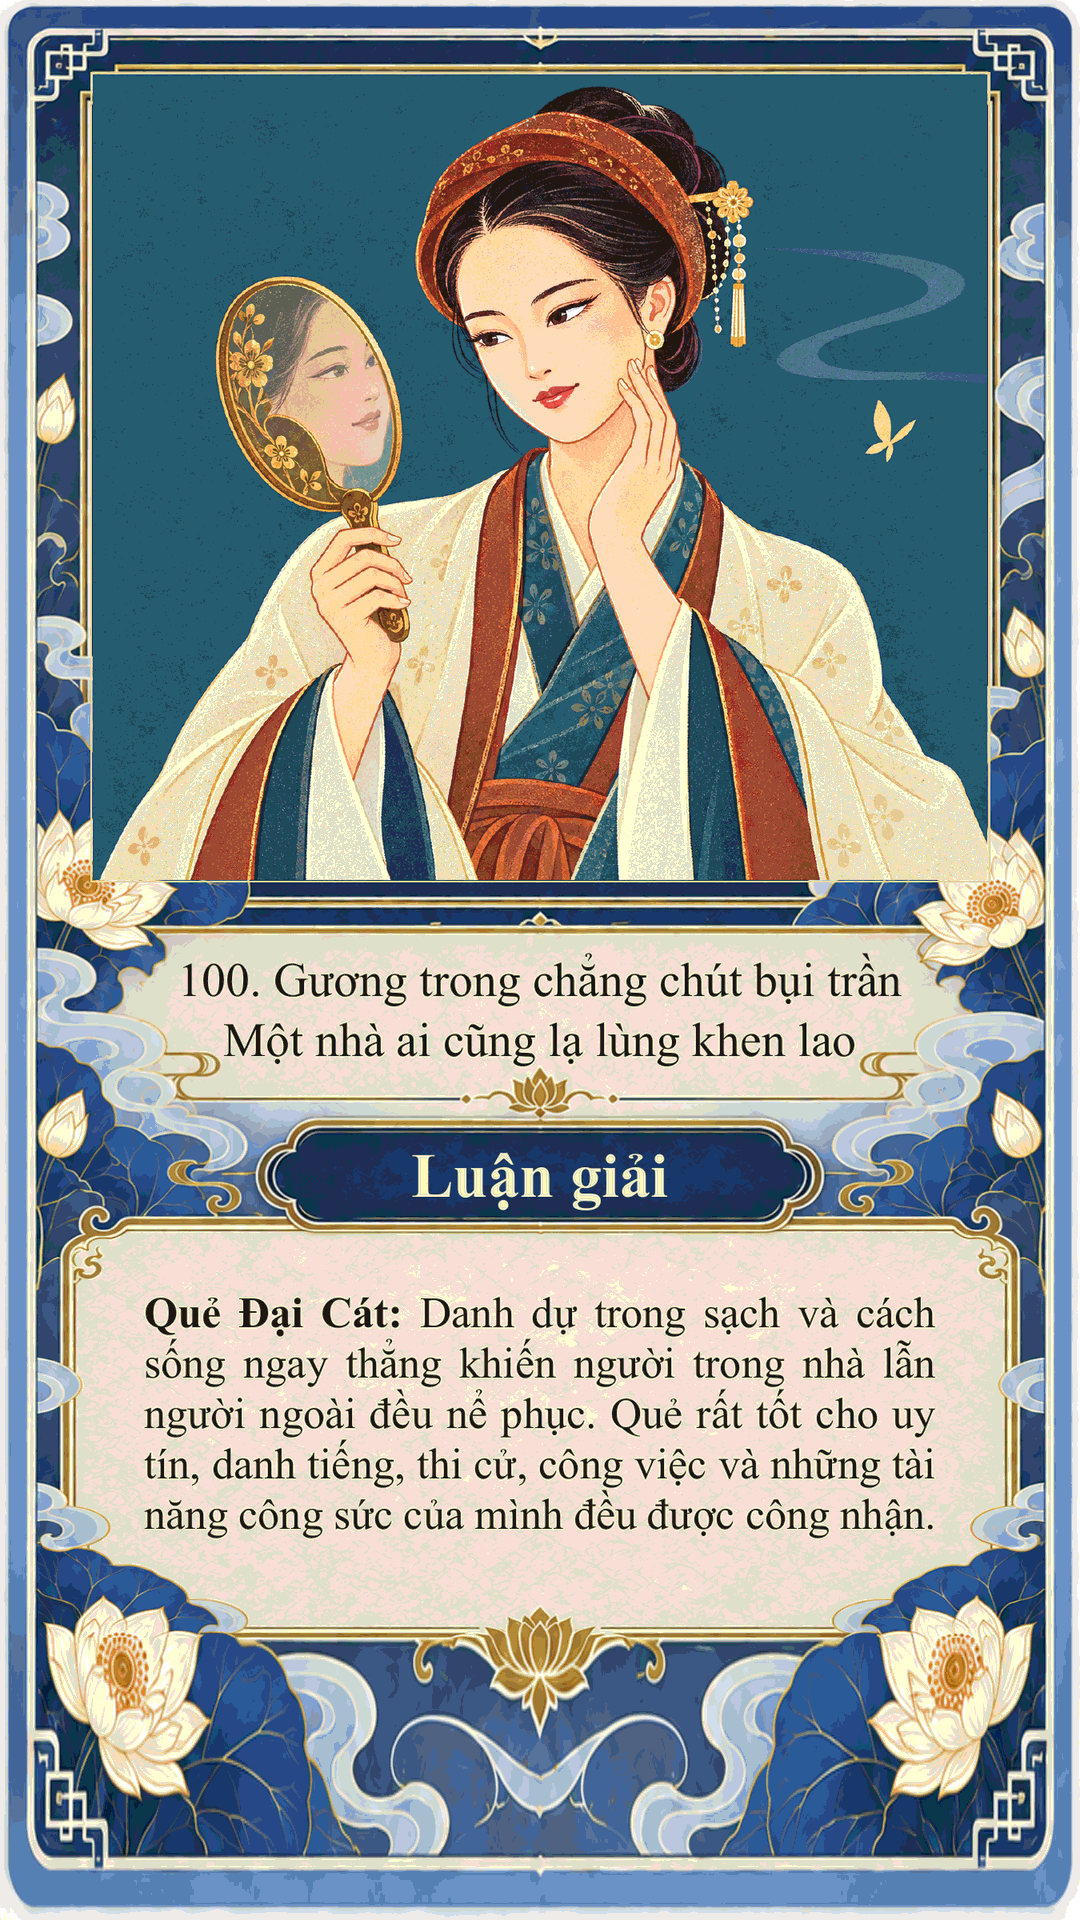 100. Gương trong chẳng chút bụi trần
Một nhà ai cũng lạ lùng khen lao
Luận giải
Quẻ Đại Cát: Danh dự trong sạch và cách
sống ngay thẳng khiến người trong nhà lẫn
người ngoài đều nể phục. Quẻ rất tốt cho uy
tín, danh tiếng, thi cử, công việc và những tài
năng công sức của mình đều được công nhận.